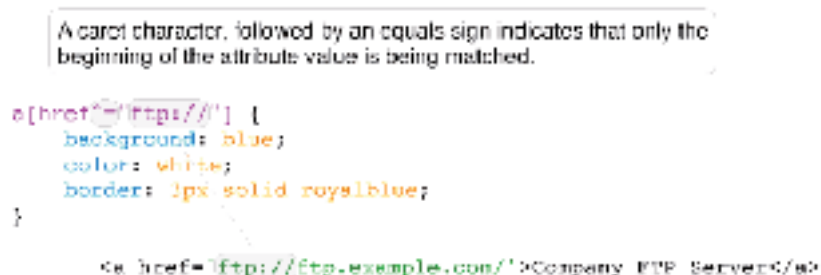 A caret character, followed by an equals sign indicates that only the
beginning of the attribute value is being matched.
a[href^='ftp://'] {
background: blue;
color: white;
border: 3px solid royalblue;
}
<a href='ftp://ftp.example.com/'>Company FTP Server</a>